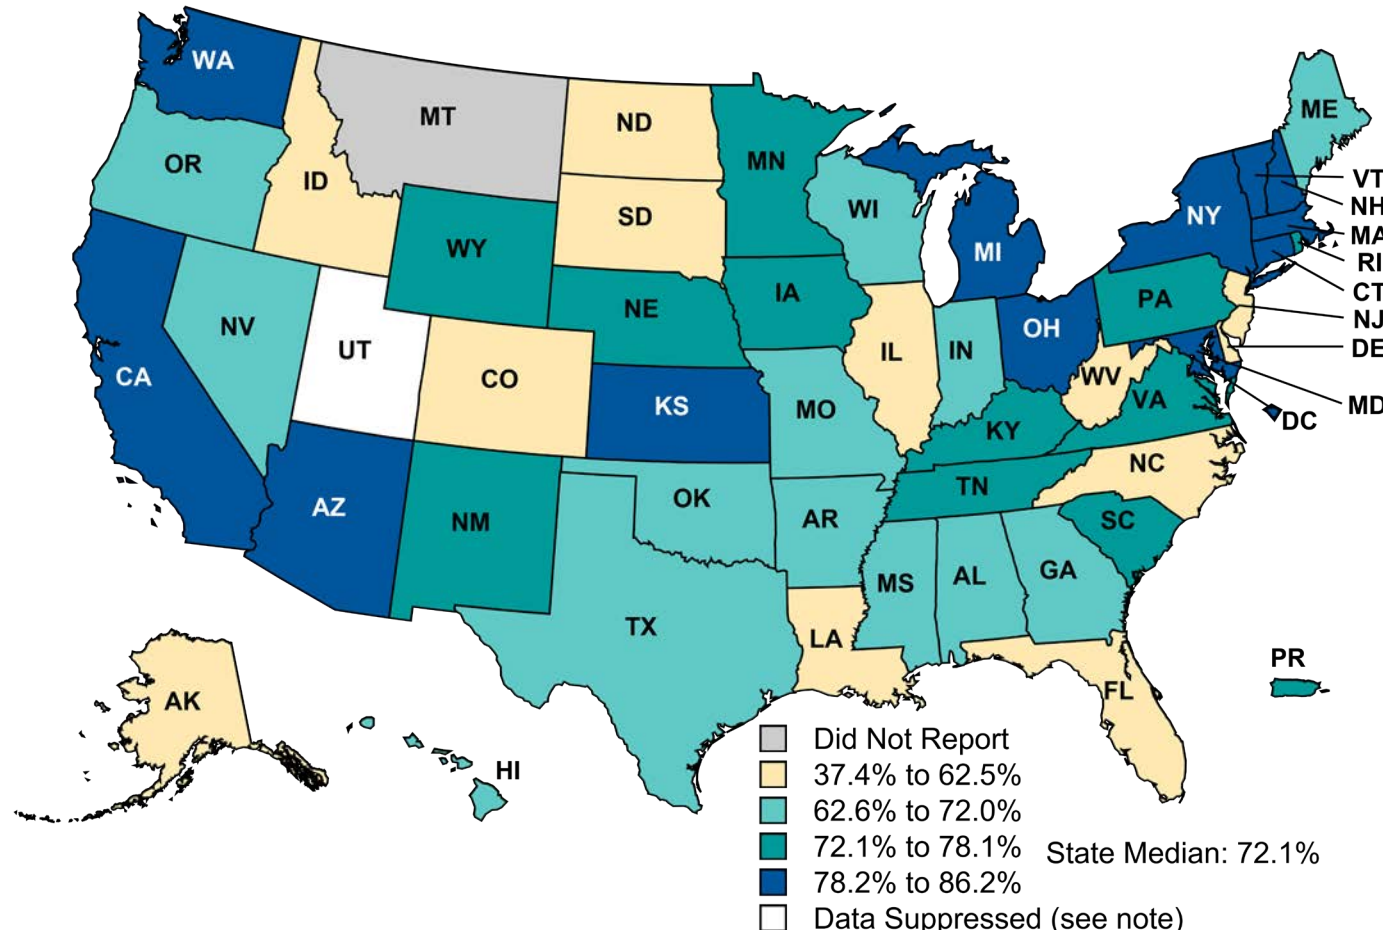 WA
ME
MT
ND
MN
VT
OR
ID
NH
SD
WI
NY
MA
WY
MI
RI
CT
IA
PA
NE
NJ
NV
OH
DE
UT
IL
IN
CO
WV
CA
KS
VA
MD
MO
DC
KY
NC
TN
OK
AZ
AR
NM
SC
GA
AL
MS
TX
LA
PR
FL
AK
HI
Did Not Report
37.4% to 62.5%
62.6% to 72.0%
72.1% to 78.1%
State Median: 72.1%
78.2% to 86.2%
Data Suppressed (see note)